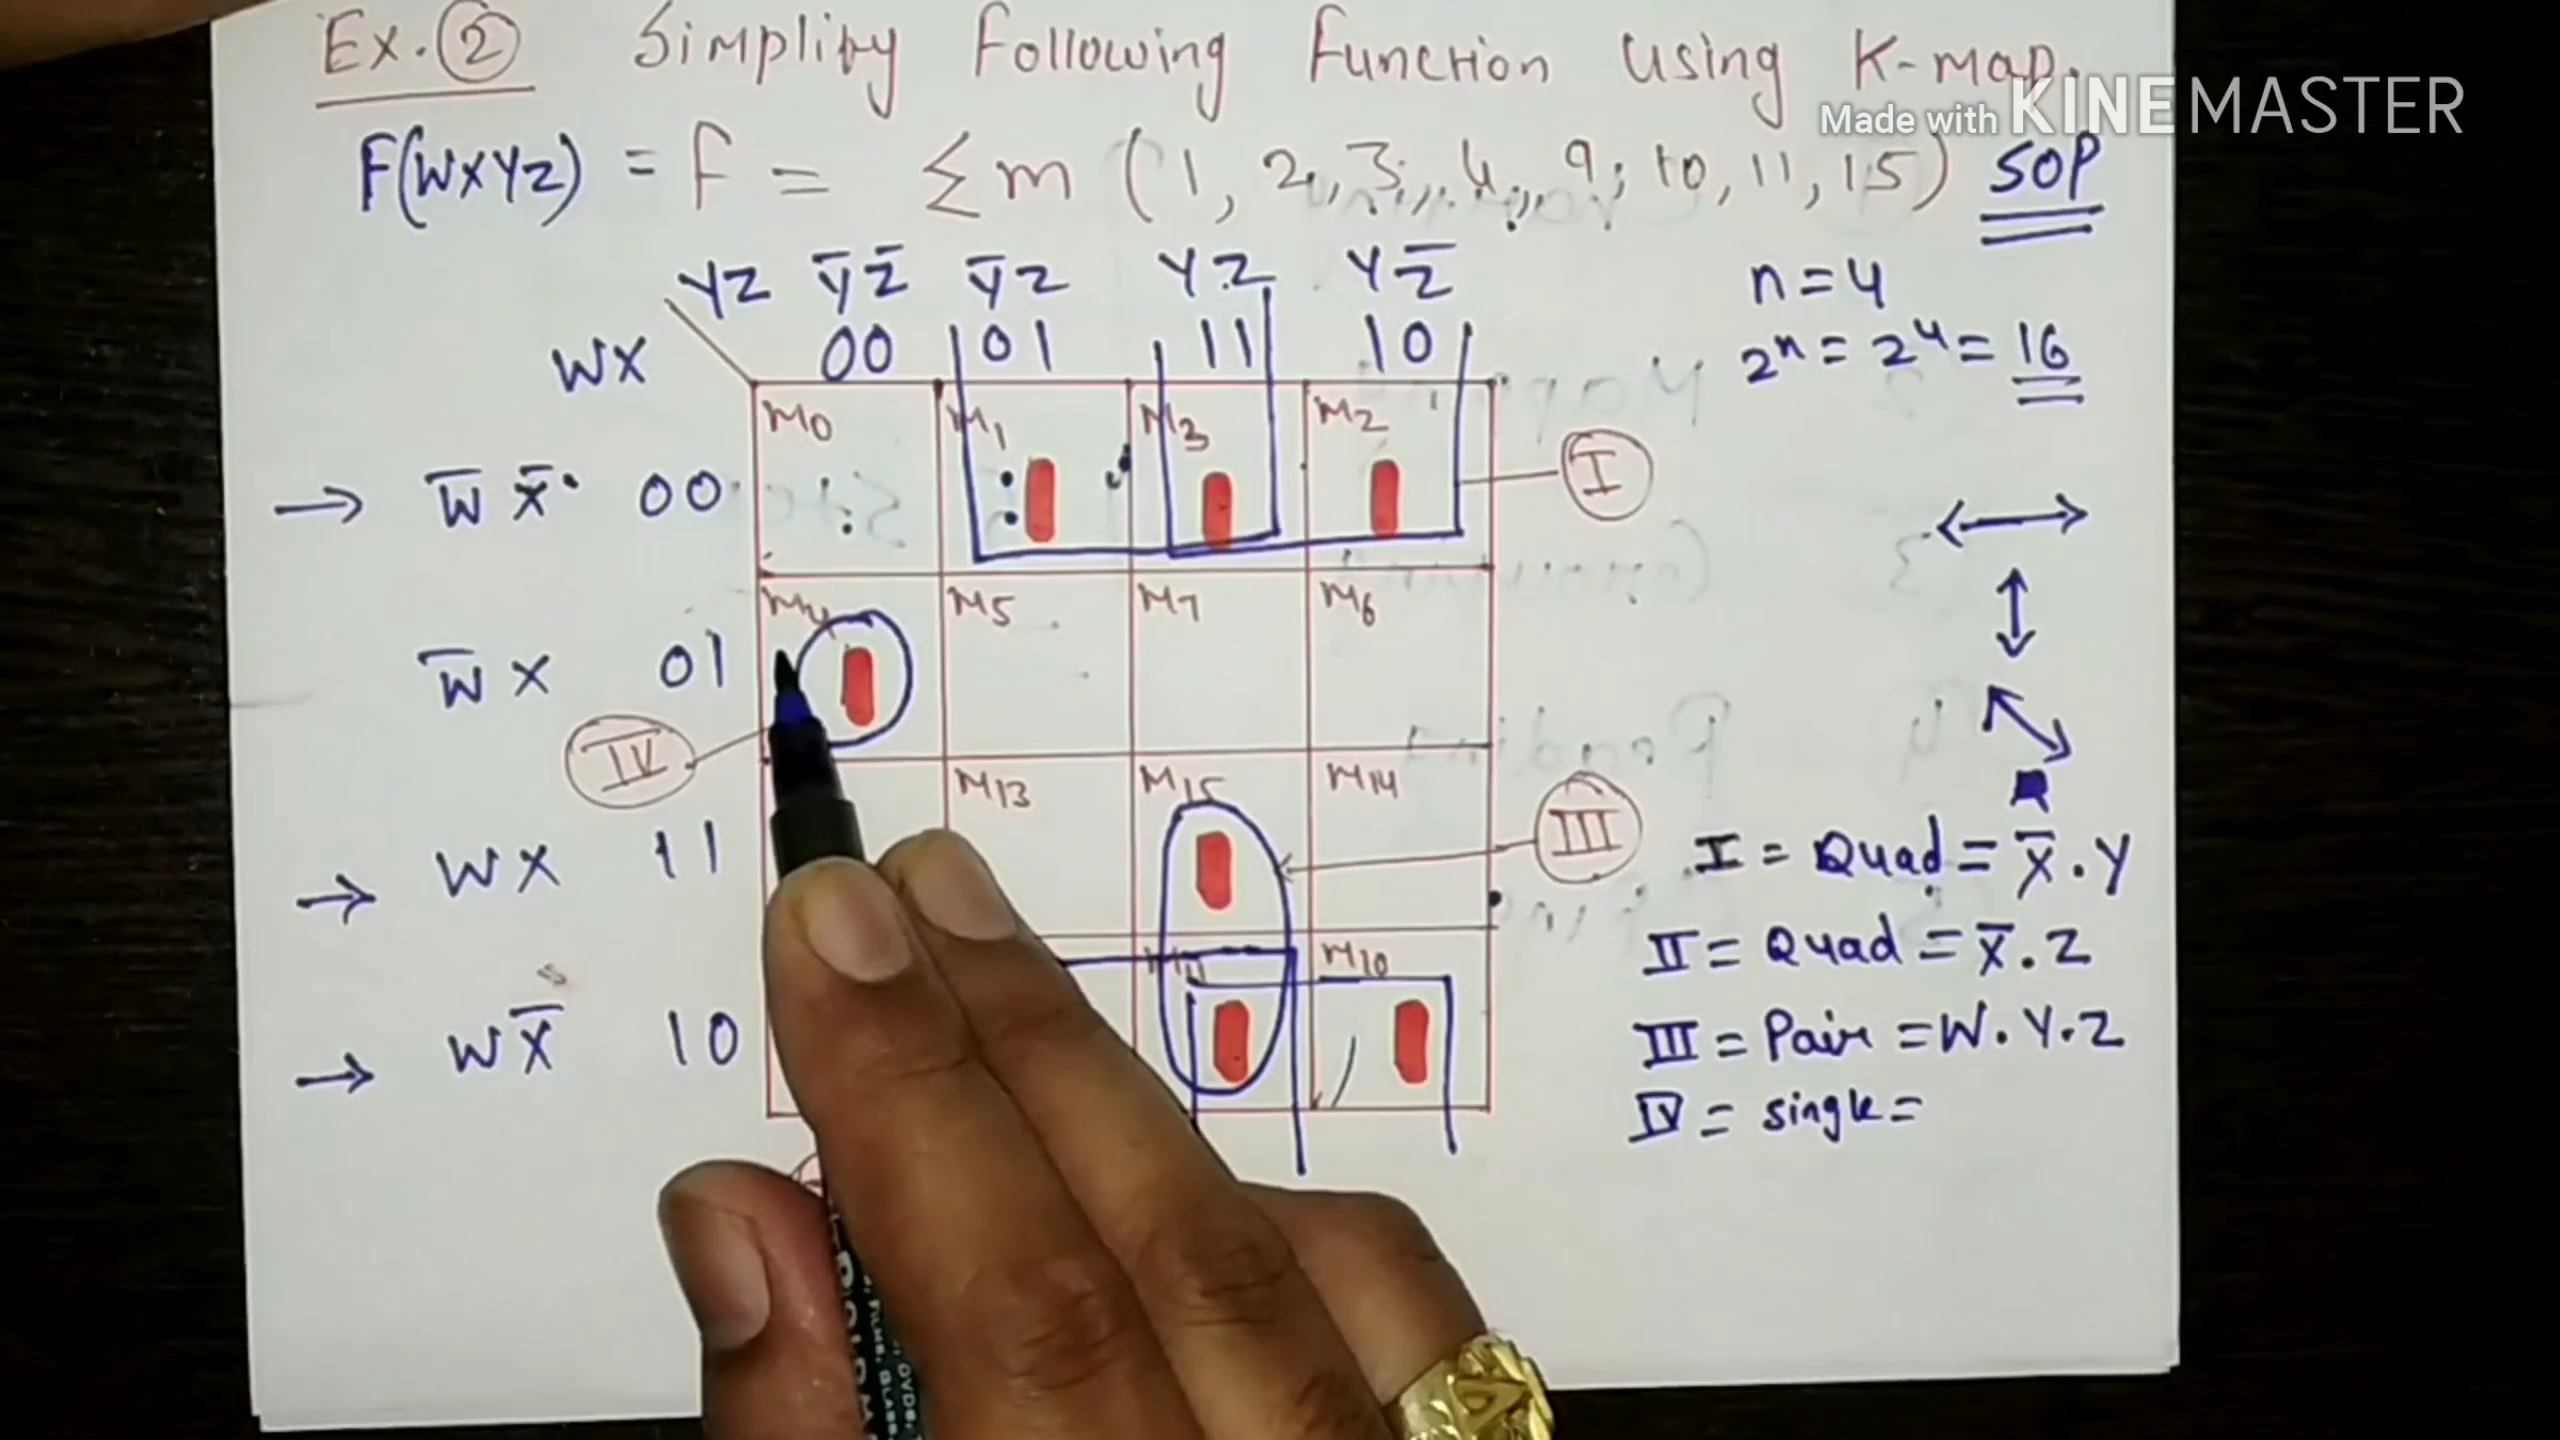 Ex. 2 Simplify Following Function Using K-map.
Made with KINEMASTER
F(WXYZ) = f = Σ m (1, 2, 3, 4, 9, 10, 11, 15) SOP
YZ Y̅Z̅ Y̅Z YZ YZ̅
n = 4
WX 00 01 11 10
2ⁿ = 2⁴ = 16
M0 M1 M3 M2
→ W̅ X̅ 00
I
M4 M5 M7 M6
W̅ X 01
IV
M13 M15 M14
→ WX 11
III
I = Quad = X̅.Y
M11 M10
II = Quad = X̅.Z
→ WX̅ 10
III = Pair = W.Y.Z
IV = single =